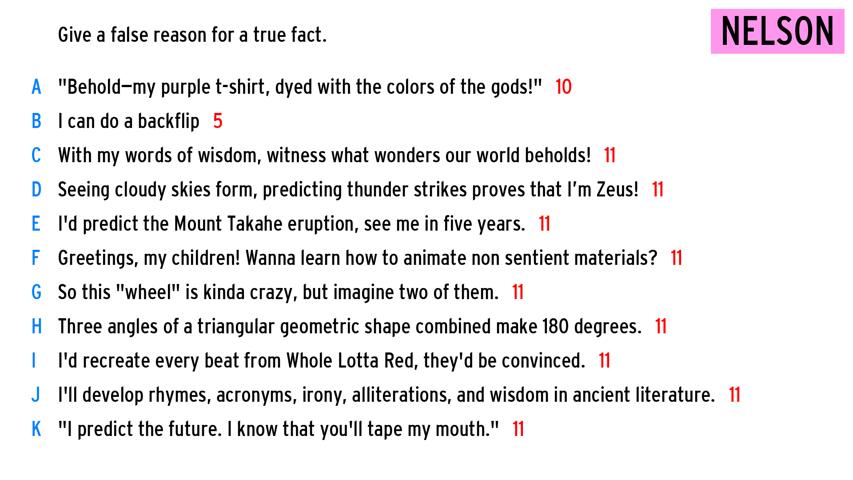 Give a false reason for a true fact.
NELSON
A "Behold—my purple t-shirt, dyed with the colors of the gods!" 10
B I can do a backflip 5
C With my words of wisdom, witness what wonders our world beholds! 11
D Seeing cloudy skies form, predicting thunder strikes proves that I'm Zeus! 11
E I'd predict the Mount Takahe eruption, see me in five years. 11
F Greetings, my children! Wanna learn how to animate non sentient materials? 11
G So this "wheel" is kinda crazy, but imagine two of them. 11
H Three angles of a triangular geometric shape combined make 180 degrees. 11
I I'd recreate every beat from Whole Lotta Red, they'd be convinced. 11
J I'll develop rhymes, acronyms, irony, alliterations, and wisdom in ancient literature. 11
K "I predict the future. I know that you'll tape my mouth." 11